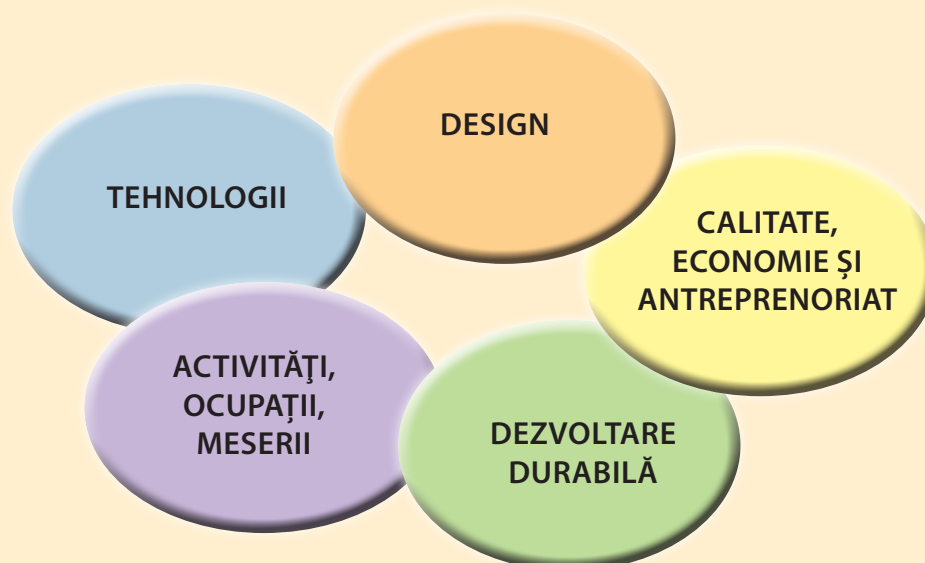 DESIGN
TEHNOLOGII
CALITATE,
ECONOMIE ȘI
ANTREPRENORIAT
ACTIVITĂŢI,
OCUPAȚII,
MESERII
DEZVOLTARE
DURABILĂ